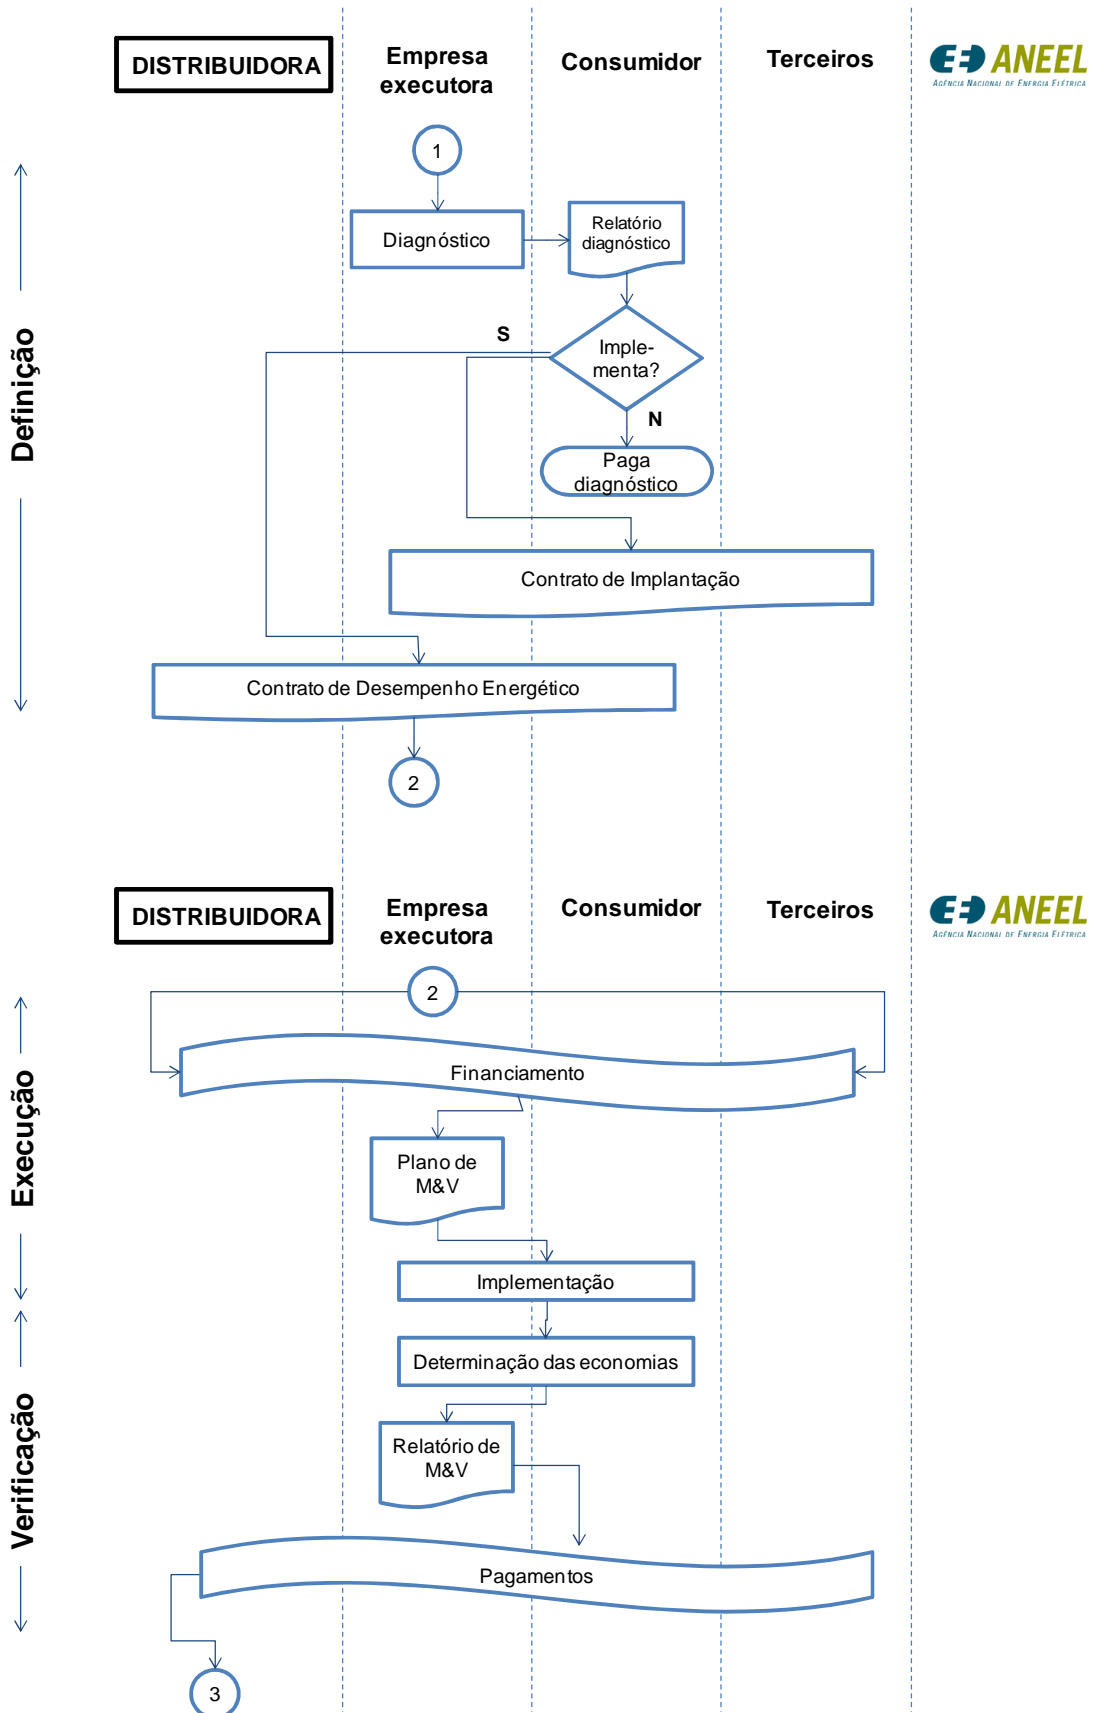 DISTRIBUIDORA
Empresa
executora
Consumidor
Terceiros
ANEEL
AGÊNCIA NACIONAL DE ENERGIA ELÉTRICA
1
Diagnóstico
Relatório
diagnóstico
S
Imple-
menta?
N
Paga
diagnóstico
Contrato de Implantação
Contrato de Desempenho Energético
2
Definição
DISTRIBUIDORA
Empresa
executora
Consumidor
Terceiros
ANEEL
AGÊNCIA NACIONAL DE ENERGIA ELÉTRICA
2
Financiamento
Plano de
M&V
Implementação
Execução
Determinação das economias
Relatório de
M&V
Pagamentos
Verificação
3